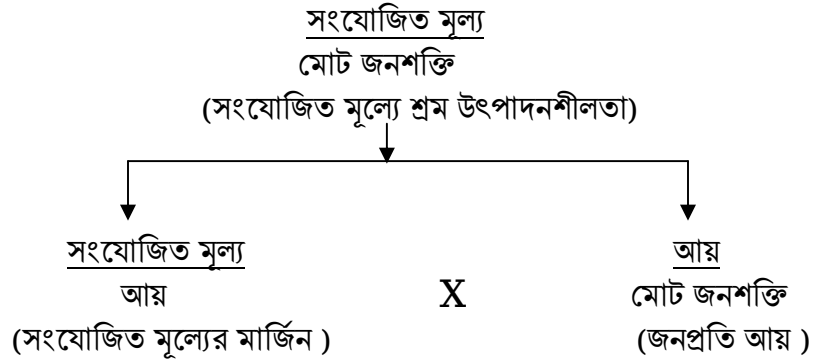 সংযোজিত মূল্য
মোট জনশক্তি
(সংযোজিত মূল্যে শ্রম উৎপাদনশীলতা)
সংযোজিত মূল্য
আয়
(সংযোজিত মূল্যের মার্জিন )
X
আয়
মোট জনশক্তি
(জনপ্রতি আয় )